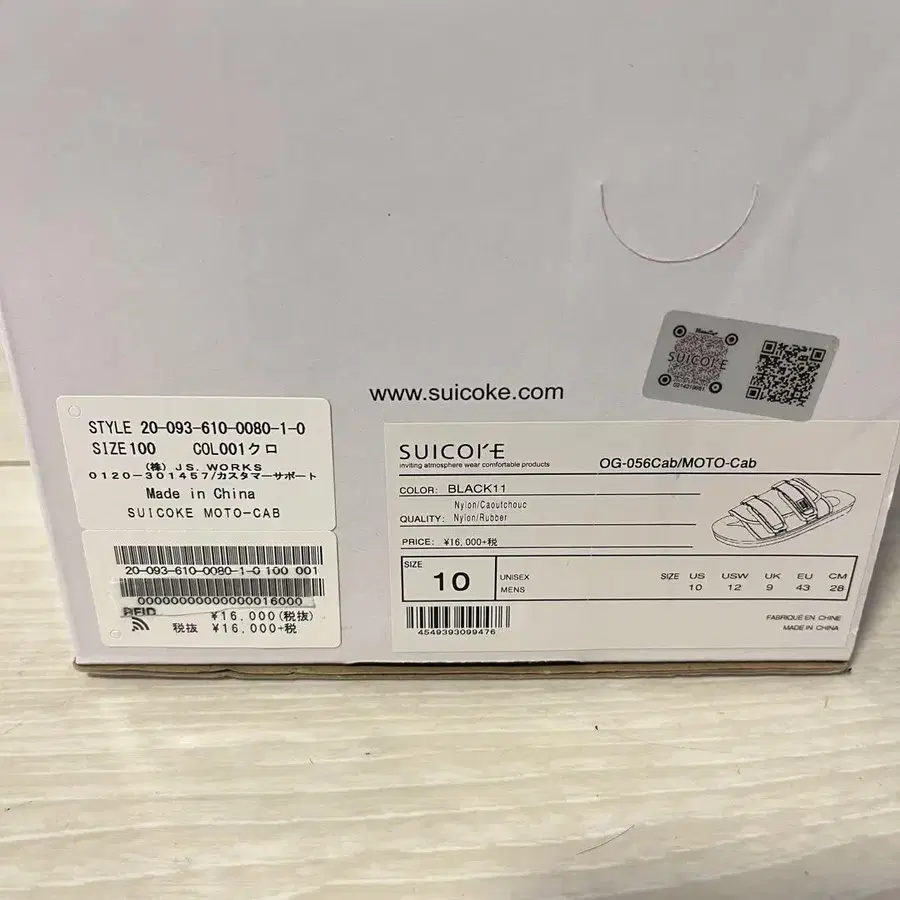 www.suicoke.com
SUICOKE
0214219681
STYLE 20-093-610-0080-1-0
SIZE100 COL001クロ
(株) J.S. WORKS
0120-301457/カスタマーサポート
Made in China
SUICOKE MOTO-CAB
20-093-610-0080-1-0 100 001
00000000000000016000
RFID
¥16,000(税抜)
税抜 ¥16,000+税
SUICOKE
inviting atmosphere wear comfortable products
OG-056Cab/MOTO-Cab
COLOR: BLACK11
Nylon/Caoutchouc
QUALITY: Nylon/Rubber
PRICE: ¥16,000+税
SIZE
10
UNISEX
MENS
SIZE US USW UK EU CM
10 12 9 43 28
4549393099476
FABRIQUE EN CHINE
MADE IN CHINA